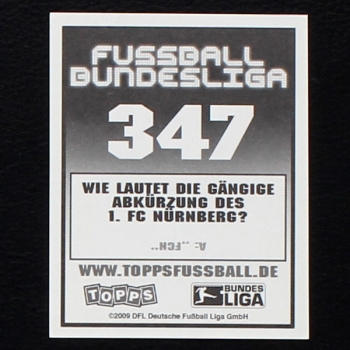 FUSSBALL
BUNDESLIGA
347
WIE LAUTET DIE GÄNGIGE
ABKÜRZUNG DES
1. FC NÜRNBERG?
A: „FCN“
WWW.TOPPSFUSSBALL.DE
TOPPS
BUNDES
LIGA
©2009 DFL Deutsche Fußball Liga GmbH